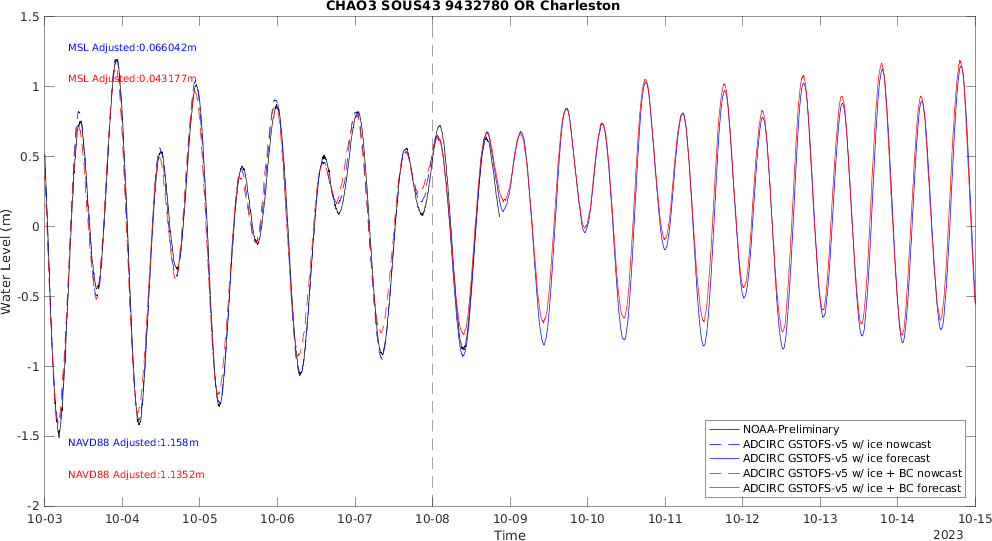 CHAO3 SOUS43 9432780 OR Charleston
1.5
1
0.5
0
-0.5
-1
-1.5
-2
Water Level (m)
MSL Adjusted:0.066042m
MSL Adjusted:0.043177m
NAVD88 Adjusted:1.158m
NAVD88 Adjusted:1.1352m
NOAA-Preliminary
ADCIRC GSTOFS-v5 w/ ice nowcast
ADCIRC GSTOFS-v5 w/ ice forecast
ADCIRC GSTOFS-v5 w/ ice + BC nowcast
ADCIRC GSTOFS-v5 w/ ice + BC forecast
10-03 10-04 10-05 10-06 10-07 10-08 10-09 10-10 10-11 10-12 10-13 10-14 10-15
Time
2023